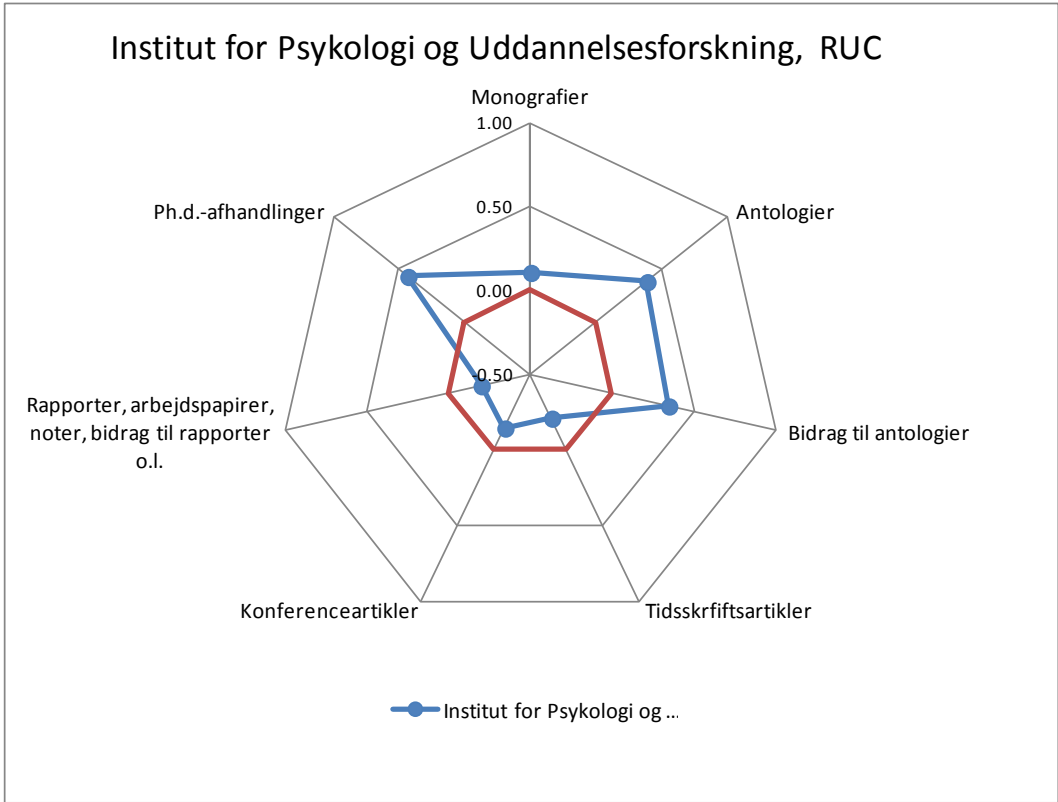 Institut for Psykologi og Uddannelsesforskning, RUC
Monografier
1.00
0.50
0.00
-0.50
Antologier
Bidrag til antologier
Tidsskrfiftsartikler
Konferenceartikler
Rapporter, arbejdspapirer,
noter, bidrag til rapporter
o.l.
Ph.d.-afhandlinger
Institut for Psykologi og ...